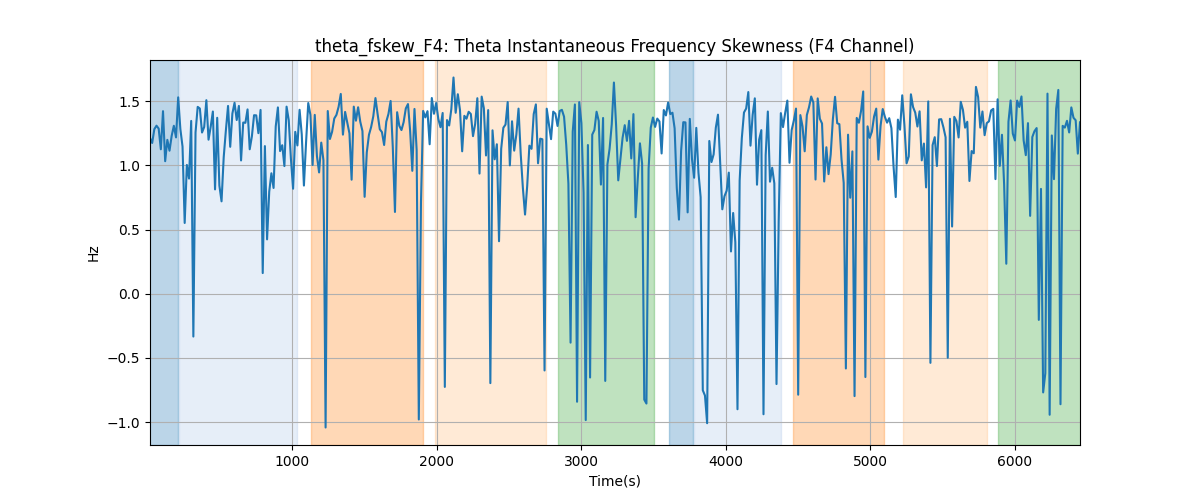 theta_fskew_F4: Theta Instantaneous Frequency Skewness (F4 Channel)
1.5
1.0
0.5
0.0
−0.5
−1.0
Hz
1000 2000 3000 4000 5000 6000
Time(s)